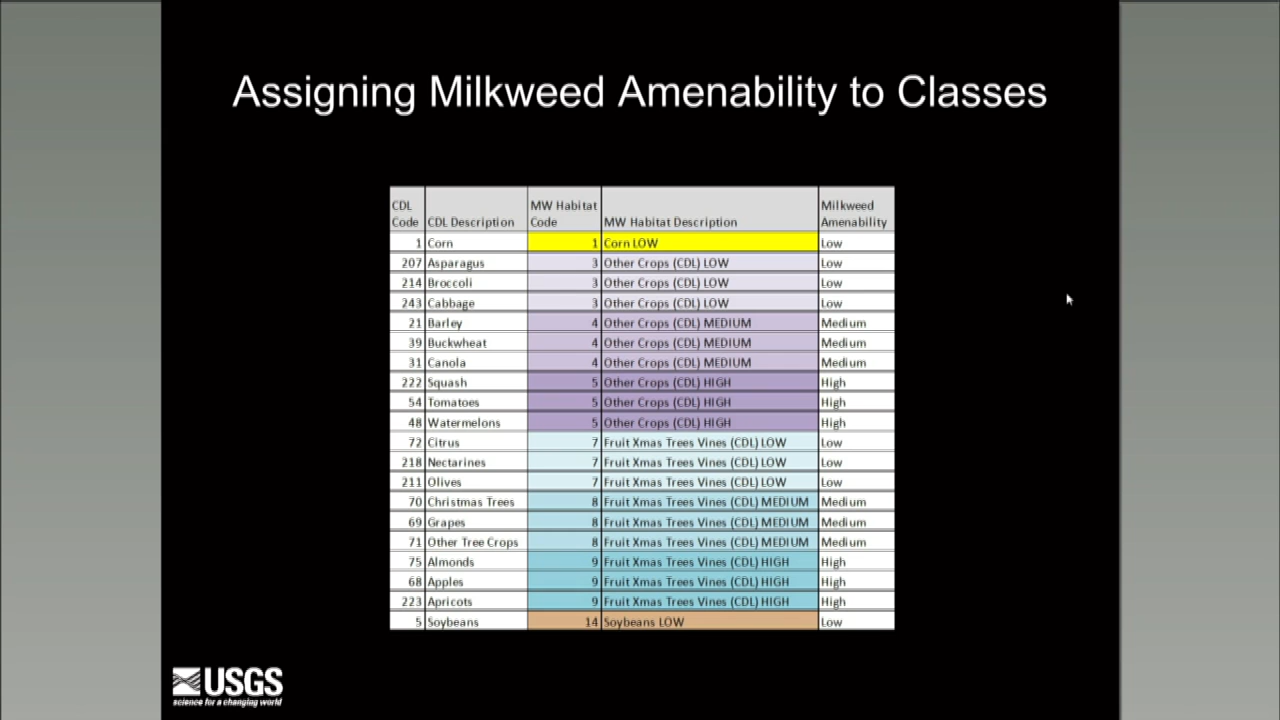 Assigning Milkweed Amenability to Classes
CDL Code CDL Description MW Habitat Code MW Habitat Description Milkweed Amenability
1 Corn 1 Corn LOW Low
207 Asparagus 3 Other Crops (CDL) LOW Low
214 Broccoli 3 Other Crops (CDL) LOW Low
243 Cabbage 3 Other Crops (CDL) LOW Low
21 Barley 4 Other Crops (CDL) MEDIUM Medium
39 Buckwheat 4 Other Crops (CDL) MEDIUM Medium
31 Canola 4 Other Crops (CDL) MEDIUM Medium
222 Squash 5 Other Crops (CDL) HIGH High
54 Tomatoes 5 Other Crops (CDL) HIGH High
48 Watermelons 5 Other Crops (CDL) HIGH High
72 Citrus 7 Fruit Xmas Trees Vines (CDL) LOW Low
218 Nectarines 7 Fruit Xmas Trees Vines (CDL) LOW Low
211 Olives 7 Fruit Xmas Trees Vines (CDL) LOW Low
70 Christmas Trees 8 Fruit Xmas Trees Vines (CDL) MEDIUM Medium
69 Grapes 8 Fruit Xmas Trees Vines (CDL) MEDIUM Medium
71 Other Tree Crops 8 Fruit Xmas Trees Vines (CDL) MEDIUM Medium
75 Almonds 9 Fruit Xmas Trees Vines (CDL) HIGH High
68 Apples 9 Fruit Xmas Trees Vines (CDL) HIGH High
223 Apricots 9 Fruit Xmas Trees Vines (CDL) HIGH High
5 Soybeans 14 Soybeans LOW Low
USGS
science for a changing world